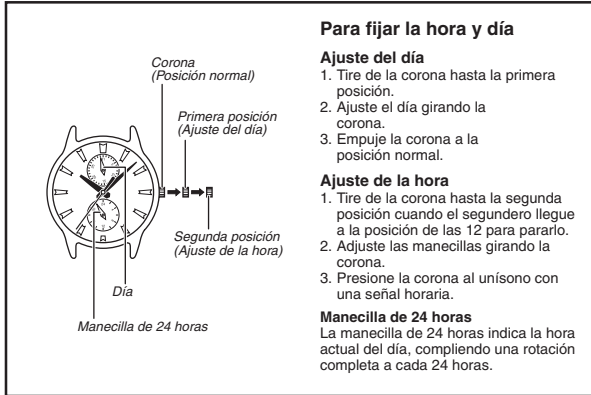 Corona
(Posición normal)
Primera posición
(Ajuste del día)
Segunda posición
(Ajuste de la hora)
Día
Manecilla de 24 horas
Para fijar la hora y día
Ajuste del día
1. Tire de la corona hasta la primera
posición.
2. Ajuste el día girando la
corona.
3. Empuje la corona a la
posición normal.
Ajuste de la hora
1. Tire de la corona hasta la segunda
posición cuando el segundero llegue
a la posición de las 12 para pararlo.
2. Adjuste las manecillas girando la
corona.
3. Presione la corona al unísono con
una señal horaria.
Manecilla de 24 horas
La manecilla de 24 horas indica la hora
actual del día, compliendo una rotación
completa a cada 24 horas.